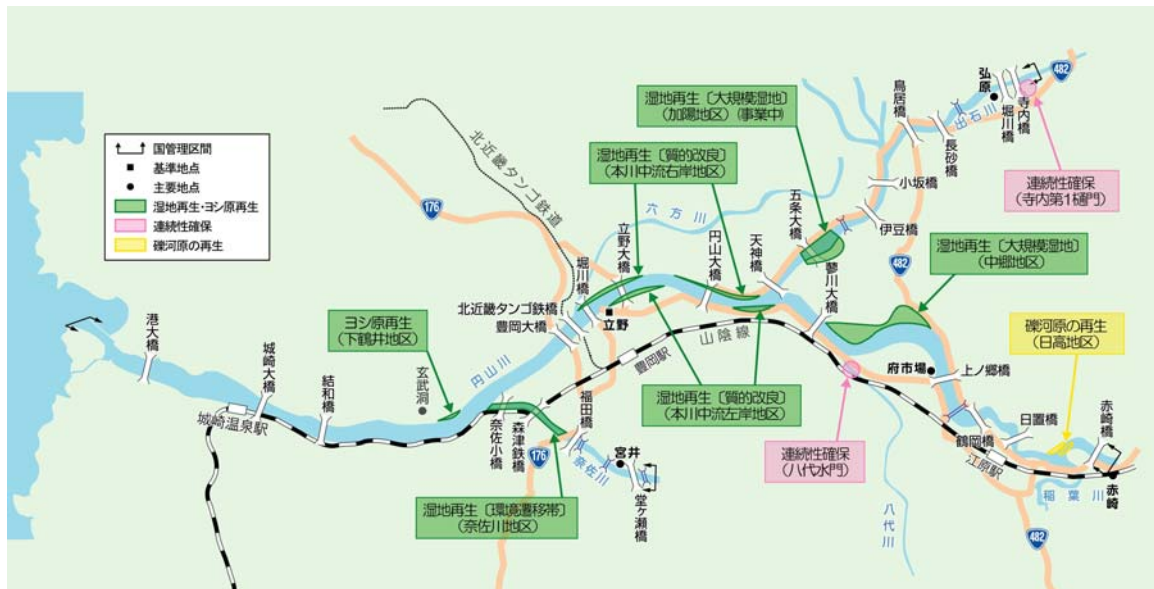 国管理区間
基準地点
主要地点
湿地再生・ヨシ原再生
連続性確保
礫河原の再生
湿地再生〔大規模湿地〕
(加陽地区)(事業中)
湿地再生〔質的改良〕
(本川中流右岸地区)
連続性確保
(寺内第1樋門)
湿地再生〔大規模湿地〕
(中郷地区)
礫河原の再生
(日高地区)
ヨシ原再生
(下鶴井地区)
湿地再生〔質的改良〕
(本川中流左岸地区)
連続性確保
(八代水門)
湿地再生〔環境遷移帯〕
(奈佐川地区)
港大橋
城崎大橋
城崎温泉駅
結和橋
玄武洞
円山川
奈佐小橋
森津鉄橋
176
福田橋
奈佐川
宮井
堂ヶ瀬橋
176
北近畿タンゴ鉄道
北近畿タンゴ鉄橋
豊岡大橋
堀川橋
立野大橋
立野
豊岡駅
六方川
円山大橋
山陰線
天神橋
五条大橋
蓼川大橋
伊豆橋
小坂橋
鳥居橋
長砂橋
出石川
弘原
堀川橋
寺内橋
482
482
府市場
上ノ郷橋
鶴岡橋
江原駅
日置橋
赤崎橋
赤崎
稲葉川
八代川
482